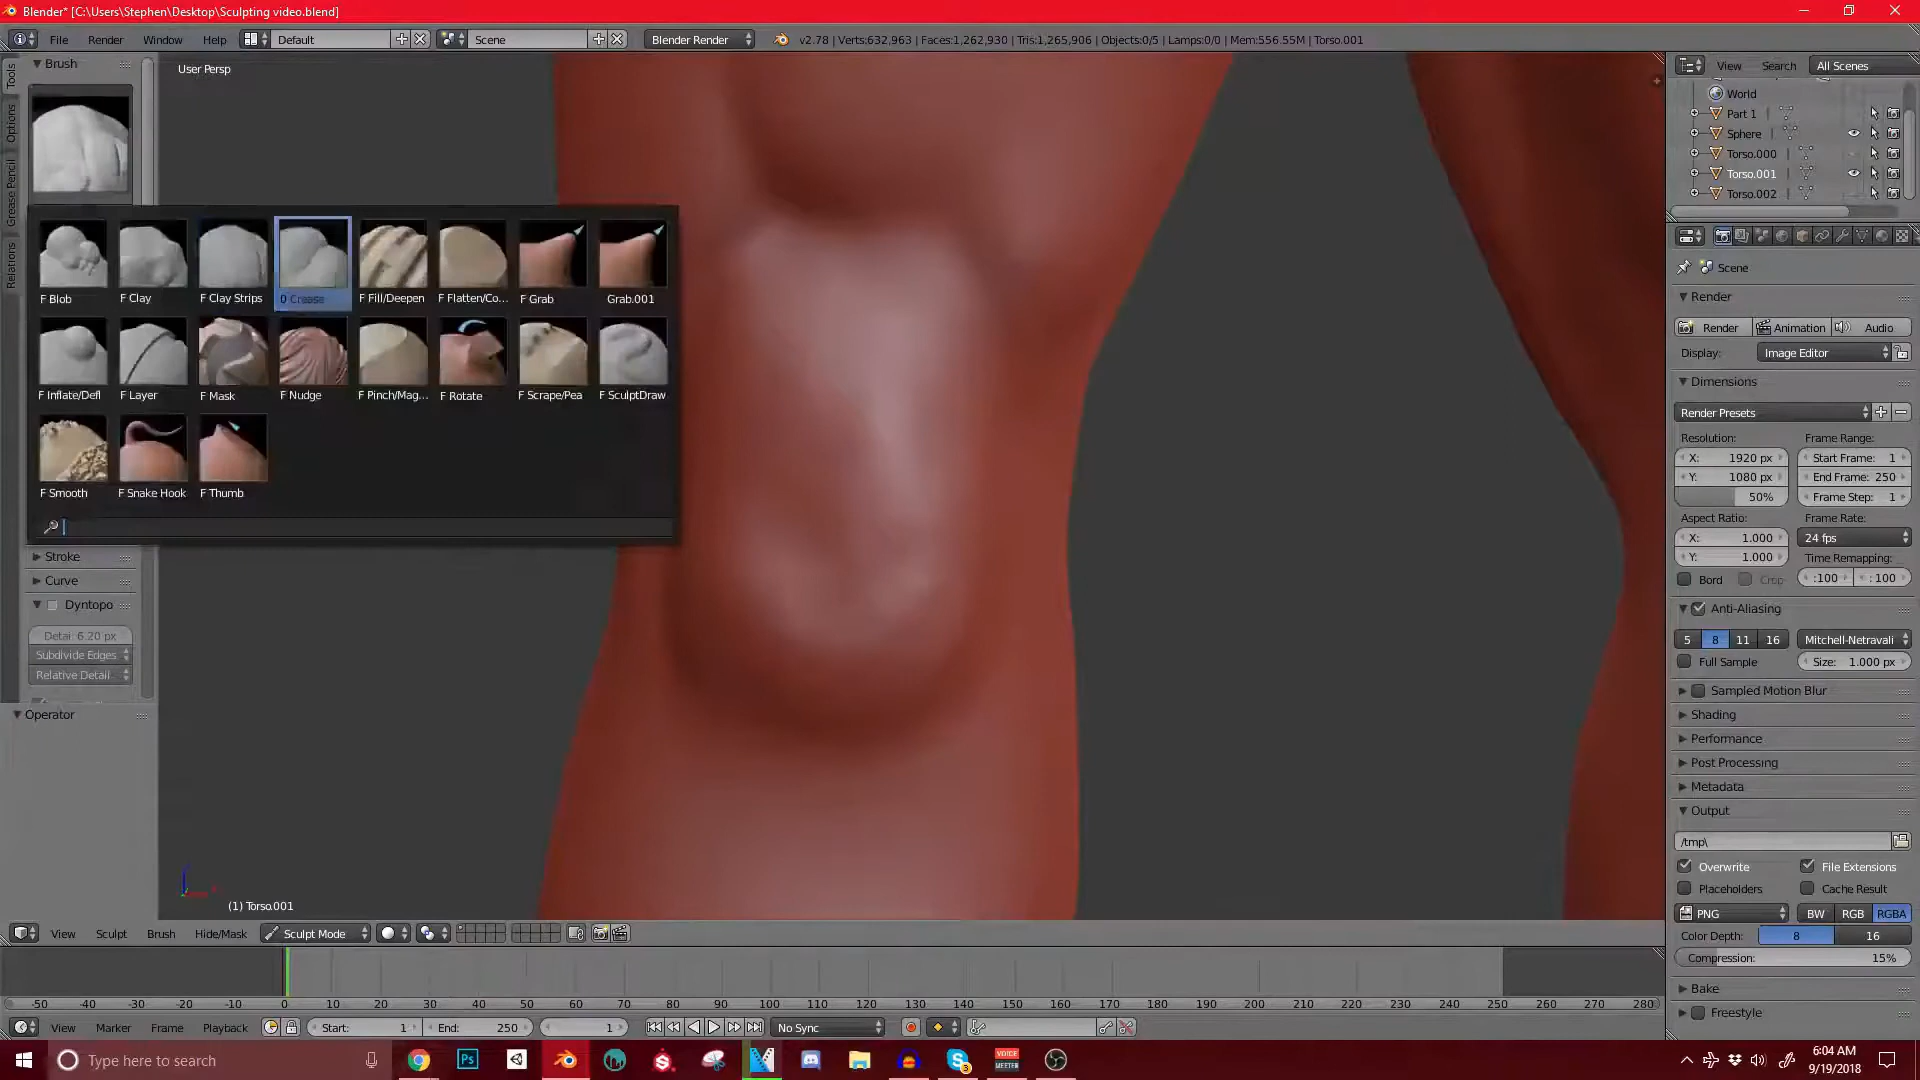 Blender* [C:\Users\Stephen\Desktop\Sculpting video.blend]
File Render Window Help Default Scene Blender Render v2.78 | Verts:632,963 | Faces:1,262,930 | Tris:1,265,906 | Objects:0/5 | Lamps:0/0 | Mem:556.55M | Torso.001
Tools
Options
Grease Pencil
Relations
Brush
User Persp
F Blob F Clay F Clay Strips 0 Crease F Fill/Deepen F Flatten/Co... F Grab Grab.001
F Inflate/Defl F Layer F Mask F Nudge F Pinch/Mag... F Rotate F Scrape/Pea F SculptDraw
F Smooth F Snake Hook F Thumb
Stroke
Curve
Dyntopo
Detai: 6.20 px
Subdivide Edges
Relative Detail
Operator
(1) Torso.001
View Sculpt Brush Hide/Mask Sculpt Mode
-50 -40 -30 -20 -10 0 10 20 30 40 50 60 70 80 90 100 110 120 130 140 150 160 170 180 190 200 210 220 230 240 250 260 270 280
View Marker Frame Playback Start: 1 End: 250 1 No Sync
View Search All Scenes
World
Part 1
Sphere
Torso.000
Torso.001
Torso.002
Scene
Render
Render Animation Audio
Display: Image Editor
Dimensions
Render Presets
Resolution: Frame Range:
X: 1920 px Start Frame: 1
Y: 1080 px End Frame: 250
50% Frame Step: 1
Aspect Ratio: Frame Rate:
X: 1.000 24 fps
Y: 1.000 Time Remapping:
Bord Crop :100 :100
Anti-Aliasing
5 8 11 16 Mitchell-Netravali
Full Sample Size: 1.000 px
Sampled Motion Blur
Shading
Performance
Post Processing
Metadata
Output
/tmp\
Overwrite File Extensions
Placeholders Cache Result
PNG BW RGB RGBA
Color Depth: 8 16
Compression: 15%
Bake
Freestyle
Type here to search
Ps
VOICE
MEETER
6:04 AM
9/19/2018